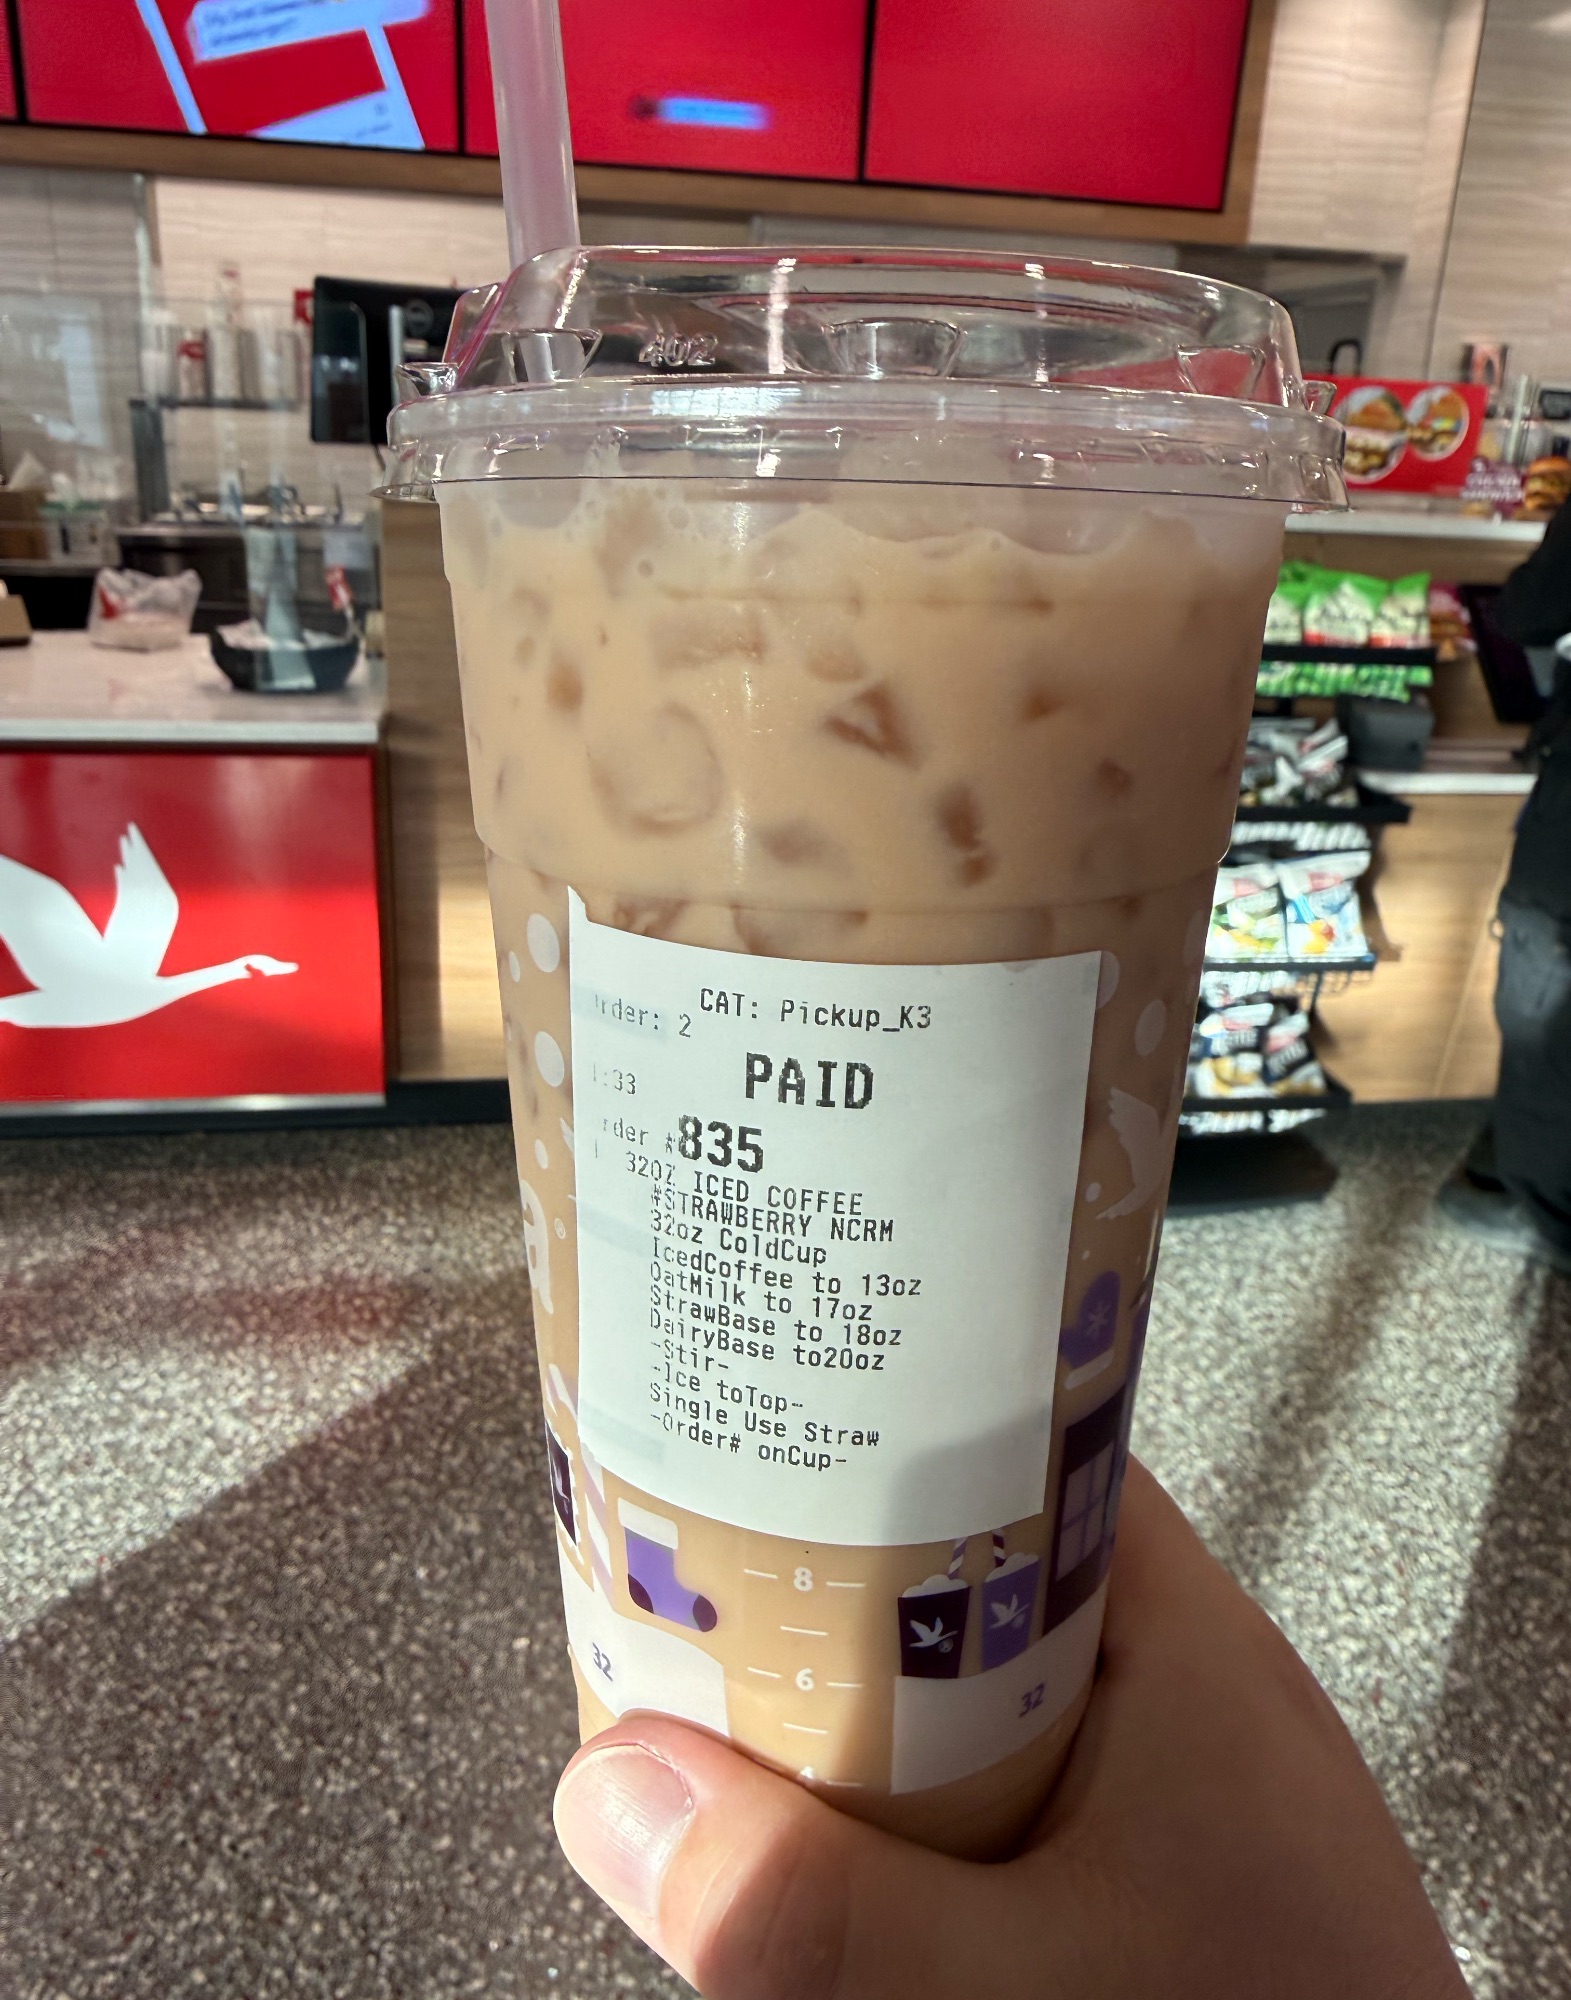 402
CAT: Pickup_K3
rder: 2
PAID
:33
rder #835
32OZ ICED COFFEE
#STRAWBERRY NCRM
32oz ColdCup
IcedCoffee to 13oz
OatMilk to 17oz
StrawBase to 18oz
DairyBase to20oz
-Stir-
-Ice toTop-
Single Use Straw
-Order# onCup-
a®
8
6
4
32
32